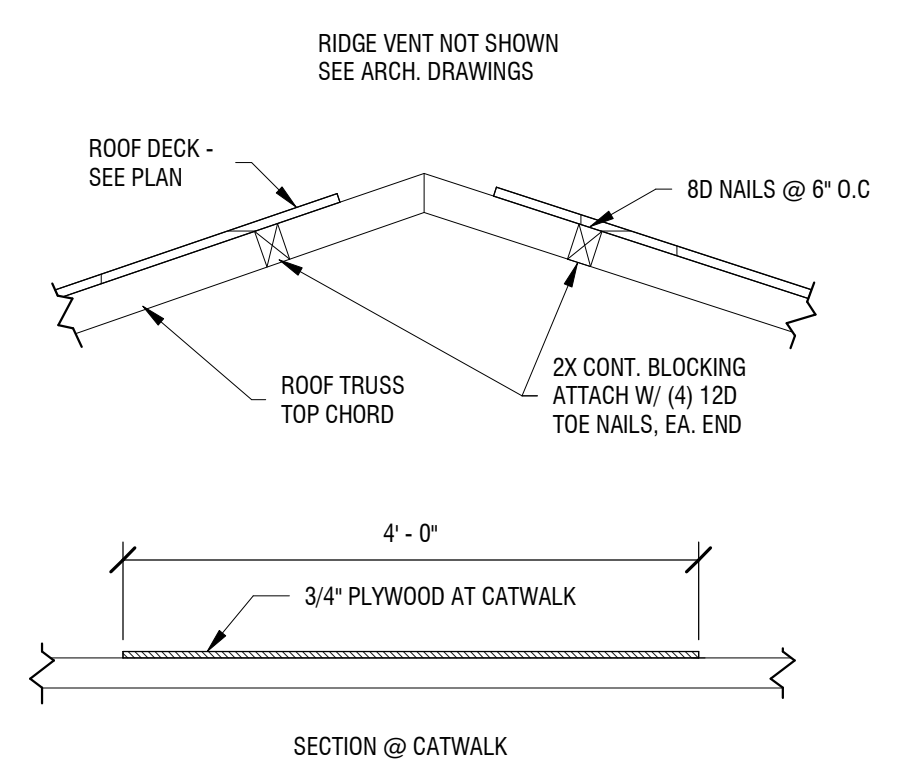 RIDGE VENT NOT SHOWN
SEE ARCH. DRAWINGS
ROOF DECK -
SEE PLAN
8D NAILS @ 6" O.C
ROOF TRUSS
TOP CHORD
2X CONT. BLOCKING
ATTACH W/ (4) 12D
TOE NAILS, EA. END
4' - 0"
3/4" PLYWOOD AT CATWALK
SECTION @ CATWALK